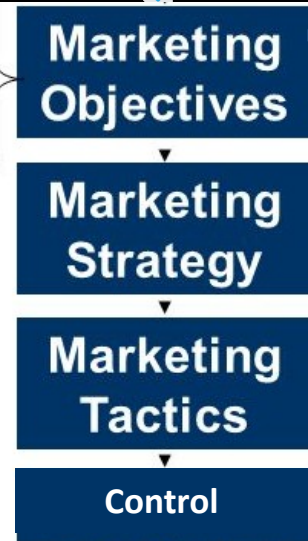 Marketing
Objectives
Marketing
Strategy
Marketing
Tactics
Control